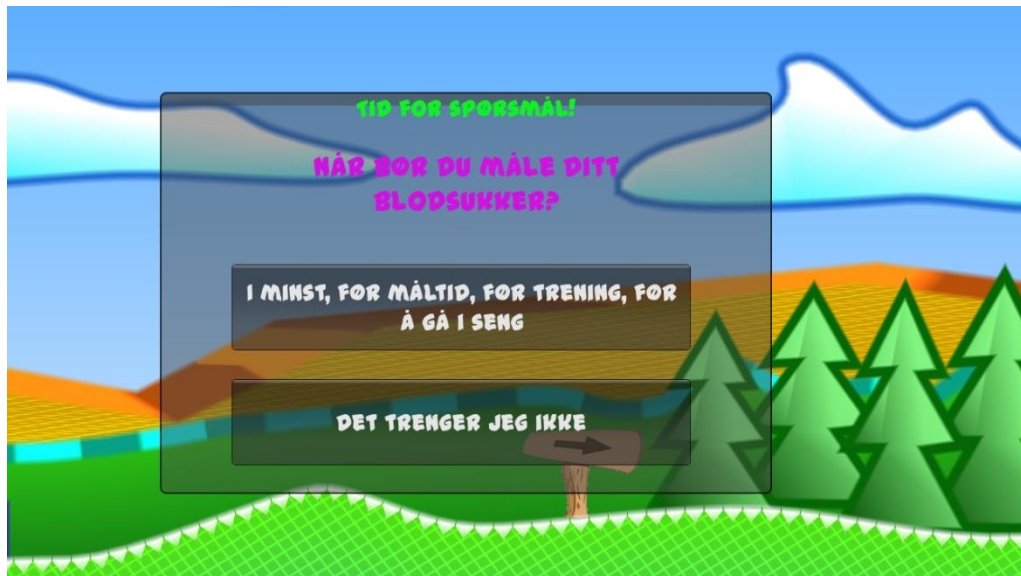 TID FOR SPØRSMÅL!
NÅR BØR DU MÅLE DITT
BLODSUKKER?
I MINST, FØR MÅLTID, FØR TRENING, FØR
Å GÅ I SENG
DET TRENGER JEG IKKE